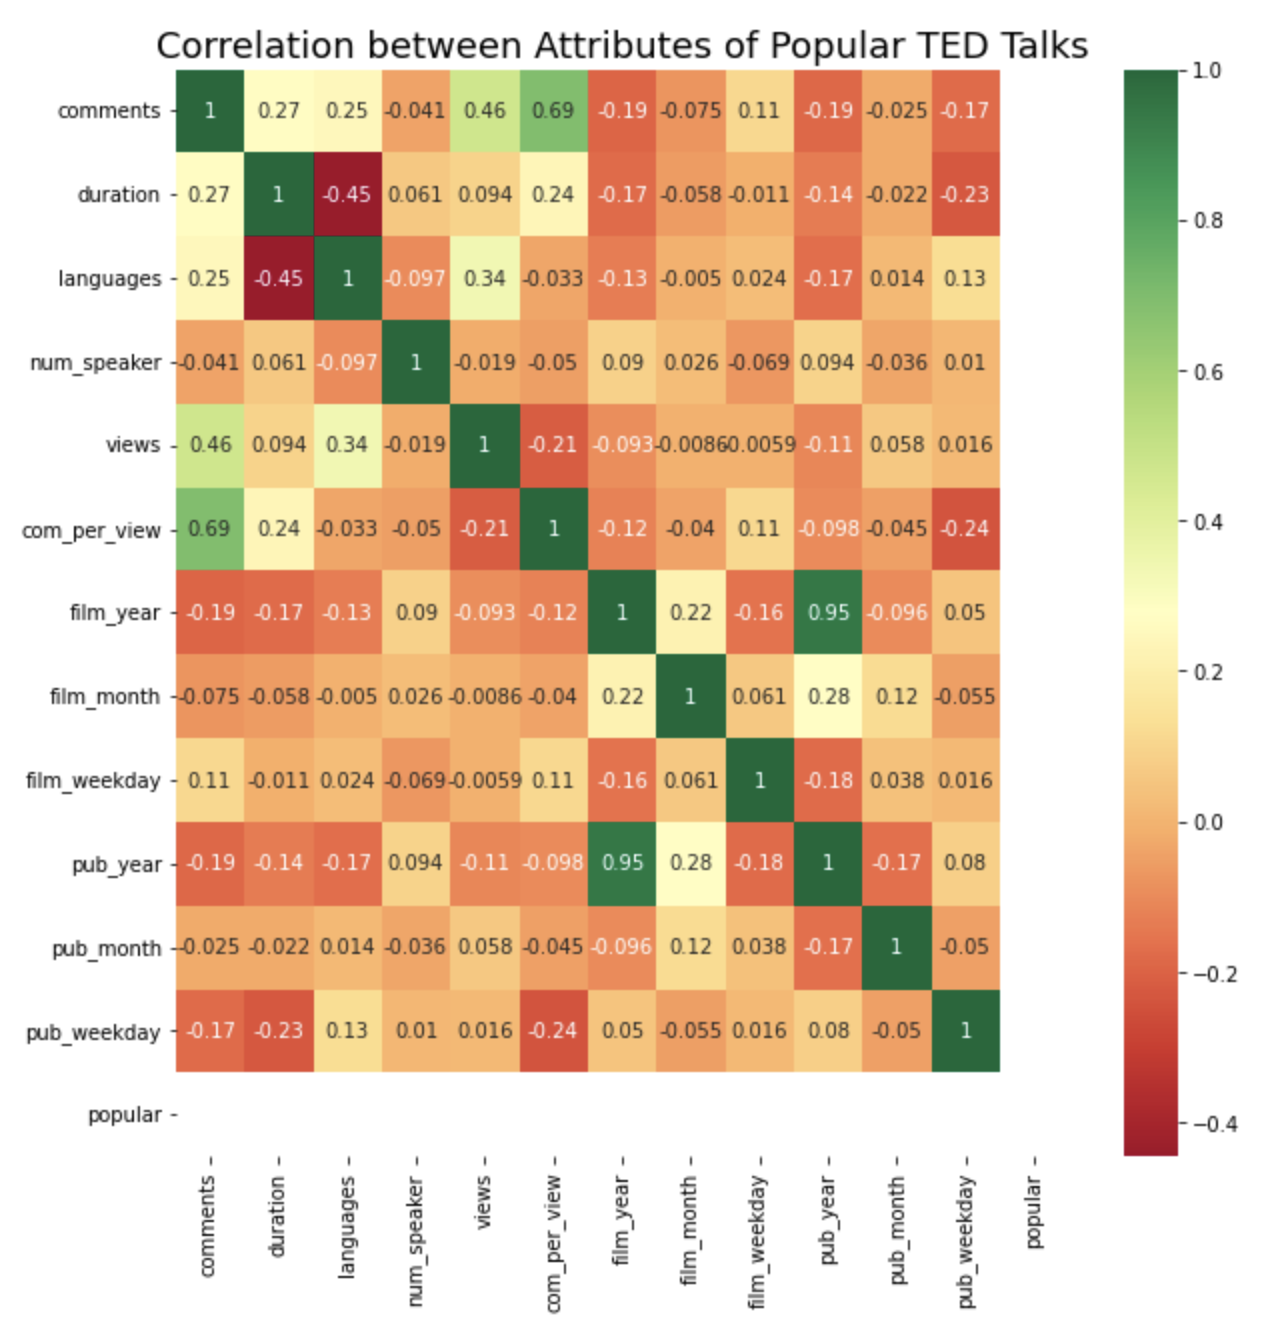 Correlation between Attributes of Popular TED Talks
comments 1 0.27 0.25 -0.041 0.46 0.69 -0.19 -0.075 0.11 -0.19 -0.025 -0.17
duration 0.27 1 -0.45 0.061 0.094 0.24 -0.17 -0.058 -0.011 -0.14 -0.022 -0.23
languages 0.25 -0.45 1 -0.097 0.34 -0.033 -0.13 -0.005 0.024 -0.17 0.014 0.13
num_speaker -0.041 0.061 -0.097 1 -0.019 -0.05 0.09 0.026 -0.069 0.094 -0.036 0.01
views 0.46 0.094 0.34 -0.019 1 -0.21 -0.093 -0.0086 -0.0059 -0.11 0.058 0.016
com_per_view 0.69 0.24 -0.033 -0.05 -0.21 1 -0.12 -0.04 0.11 -0.098 -0.045 -0.24
film_year -0.19 -0.17 -0.13 0.09 -0.093 -0.12 1 0.22 -0.16 0.95 -0.096 0.05
film_month -0.075 -0.058 -0.005 0.026 -0.0086 -0.04 0.22 1 0.061 0.28 0.12 -0.055
film_weekday 0.11 -0.011 0.024 -0.069 -0.0059 0.11 -0.16 0.061 1 -0.18 0.038 0.016
pub_year -0.19 -0.14 -0.17 0.094 -0.11 -0.098 0.95 0.28 -0.18 1 -0.17 0.08
pub_month -0.025 -0.022 0.014 -0.036 0.058 -0.045 -0.096 0.12 0.038 -0.17 1 -0.05
pub_weekday -0.17 -0.23 0.13 0.01 0.016 -0.24 0.05 -0.055 0.016 0.08 -0.05 1
popular
comments duration languages num_speaker views com_per_view film_year film_month film_weekday pub_year pub_month pub_weekday popular
1.0
0.8
0.6
0.4
0.2
0.0
−0.2
−0.4